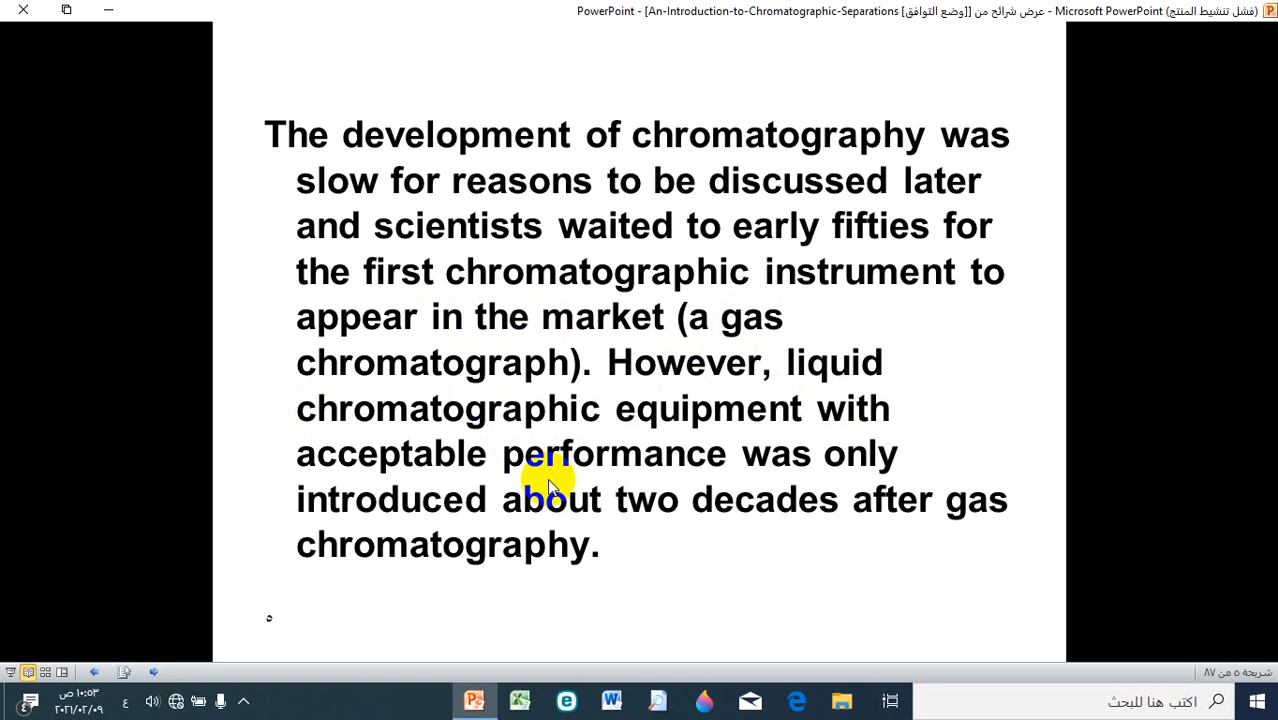 PowerPoint - [An-Introduction-to-Chromatographic-Separations [وضع التوافق]] عرض شرائح من - Microsoft PowerPoint (فشل تنشيط المنتج)
The development of chromatography was
slow for reasons to be discussed later
and scientists waited to early fifties for
the first chromatographic instrument to
appear in the market (a gas
chromatograph). However, liquid
chromatographic equipment with
acceptable performance was only
introduced about two decades after gas
chromatography.
٥
شريحة ٥ من ٨٧
اكتب هنا للبحث
ع
١٠:٥٣ ص
٢٠٢١/٠٢/٠٩